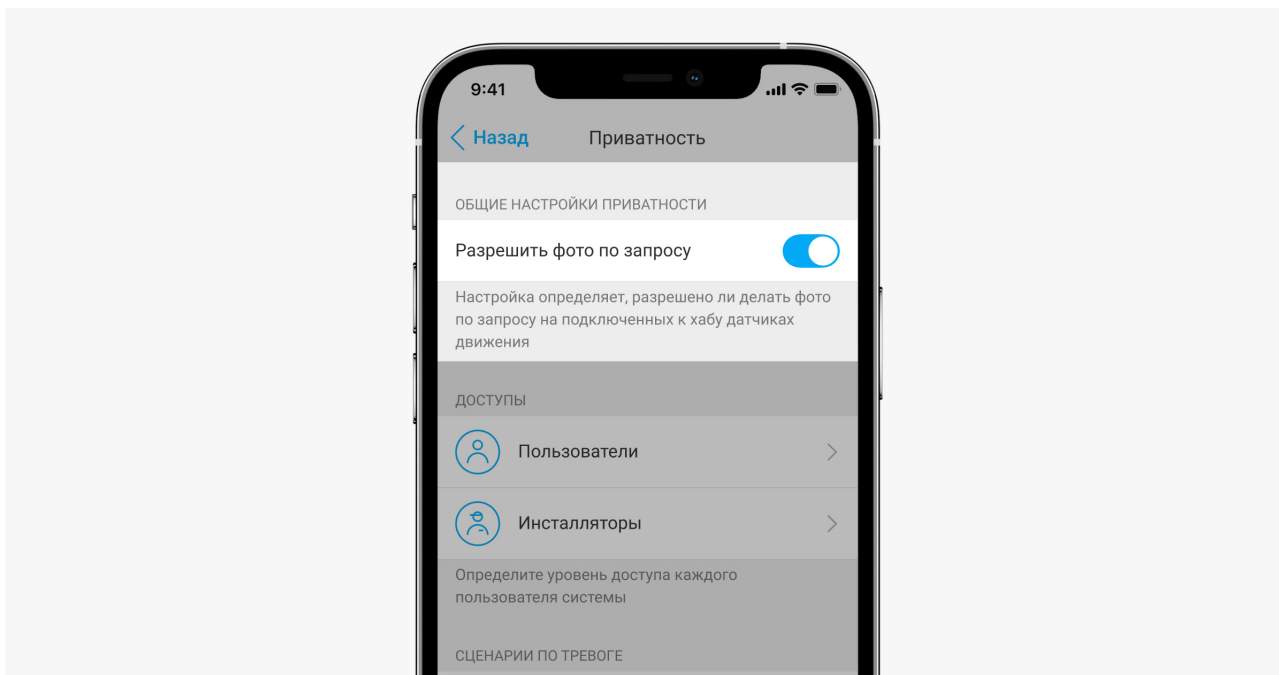 9:41
Назад
Приватность
ОБЩИЕ НАСТРОЙКИ ПРИВАТНОСТИ
Разрешить фото по запросу
Настройка определяет, разрешено ли делать фото
по запросу на подключенных к хабу датчиках
движения
ДОСТУПЫ
Пользователи
Инсталляторы
Определите уровень доступа каждого
пользователя системы
СЦЕНАРИИ ПО ТРЕВОГЕ